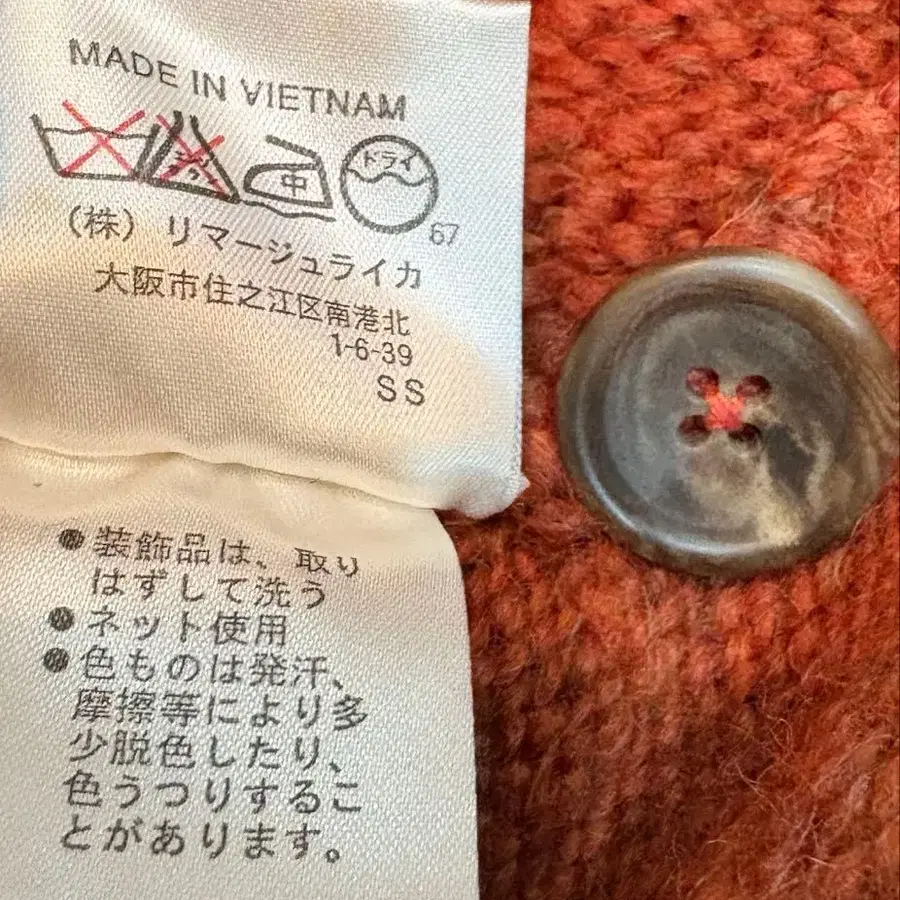 MADE IN VIETNAM
中 ドライ
67
(株) リマージュライカ
大阪市住之江区南港北
1-6-39
SS
● 装飾品は、取り
はずして洗う
● ネット使用
● 色ものは発汗、
摩擦等により多
少脱色したり、
色うつりするこ
とがあります。